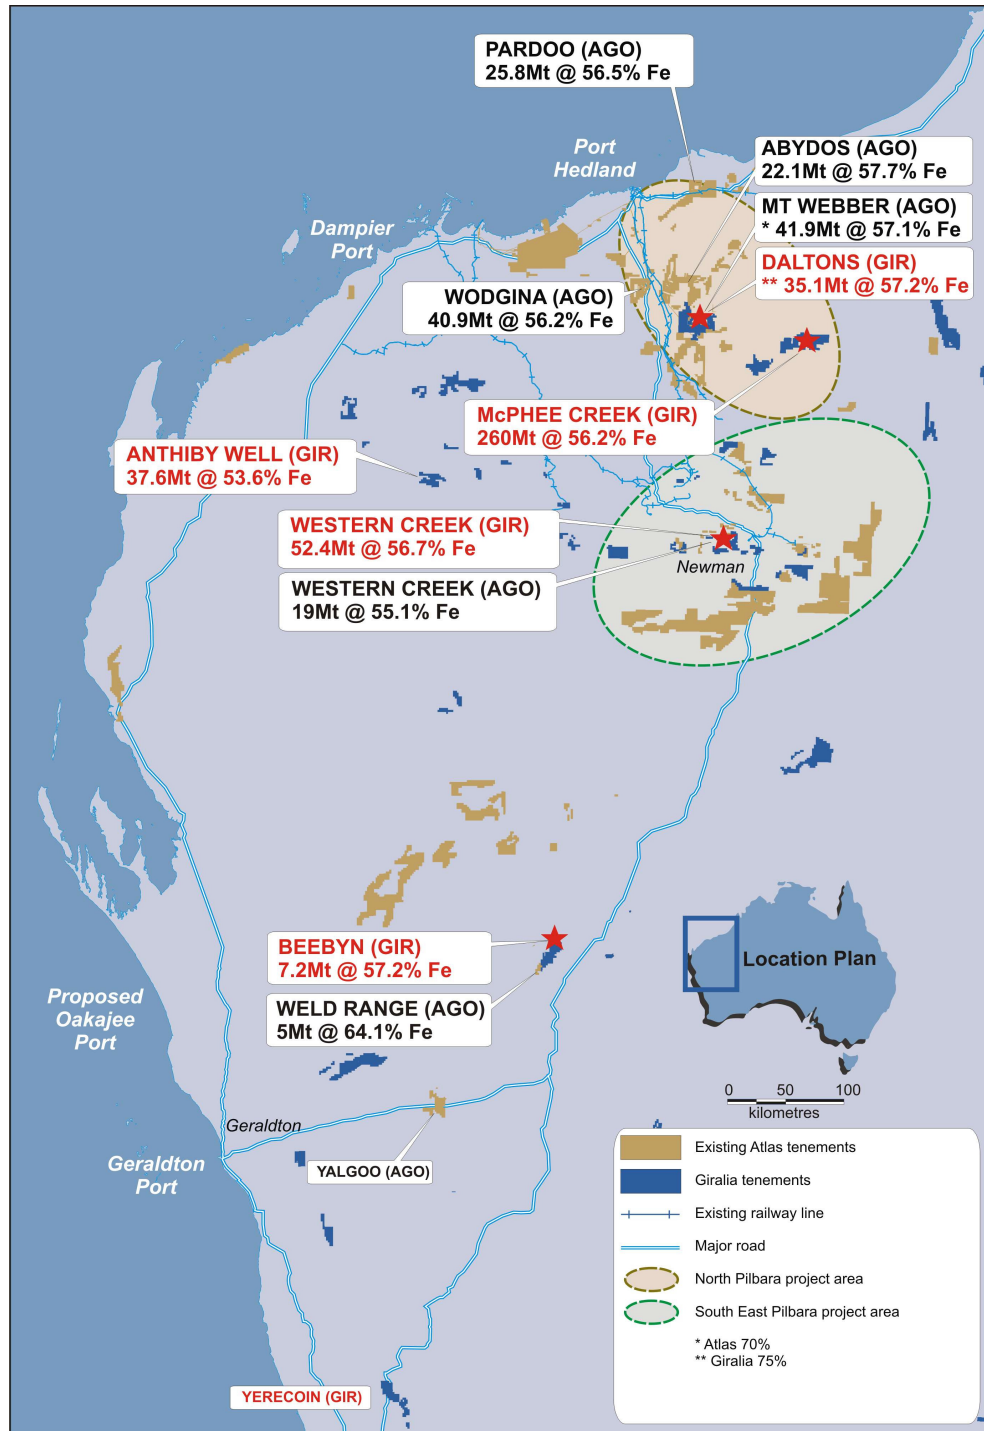 PARDOO (AGO)
25.8Mt @ 56.5% Fe
Port
Hedland
ABYDOS (AGO)
22.1Mt @ 57.7% Fe
MT WEBBER (AGO)
* 41.9Mt @ 57.1% Fe
DALTONS (GIR)
** 35.1Mt @ 57.2% Fe
Dampier
Port
WODGINA (AGO)
40.9Mt @ 56.2% Fe
McPHEE CREEK (GIR)
260Mt @ 56.2% Fe
ANTHIBY WELL (GIR)
37.6Mt @ 53.6% Fe
WESTERN CREEK (GIR)
52.4Mt @ 56.7% Fe
Newman
WESTERN CREEK (AGO)
19Mt @ 55.1% Fe
BEEBYN (GIR)
7.2Mt @ 57.2% Fe
WELD RANGE (AGO)
5Mt @ 64.1% Fe
Location Plan
Proposed
Oakajee
Port
0 50 100
kilometres
Geraldton
Geraldton
Port
YALGOO (AGO)
Existing Atlas tenements
Giralia tenements
Existing railway line
Major road
North Pilbara project area
South East Pilbara project area
* Atlas 70%
** Giralia 75%
YERECOIN (GIR)